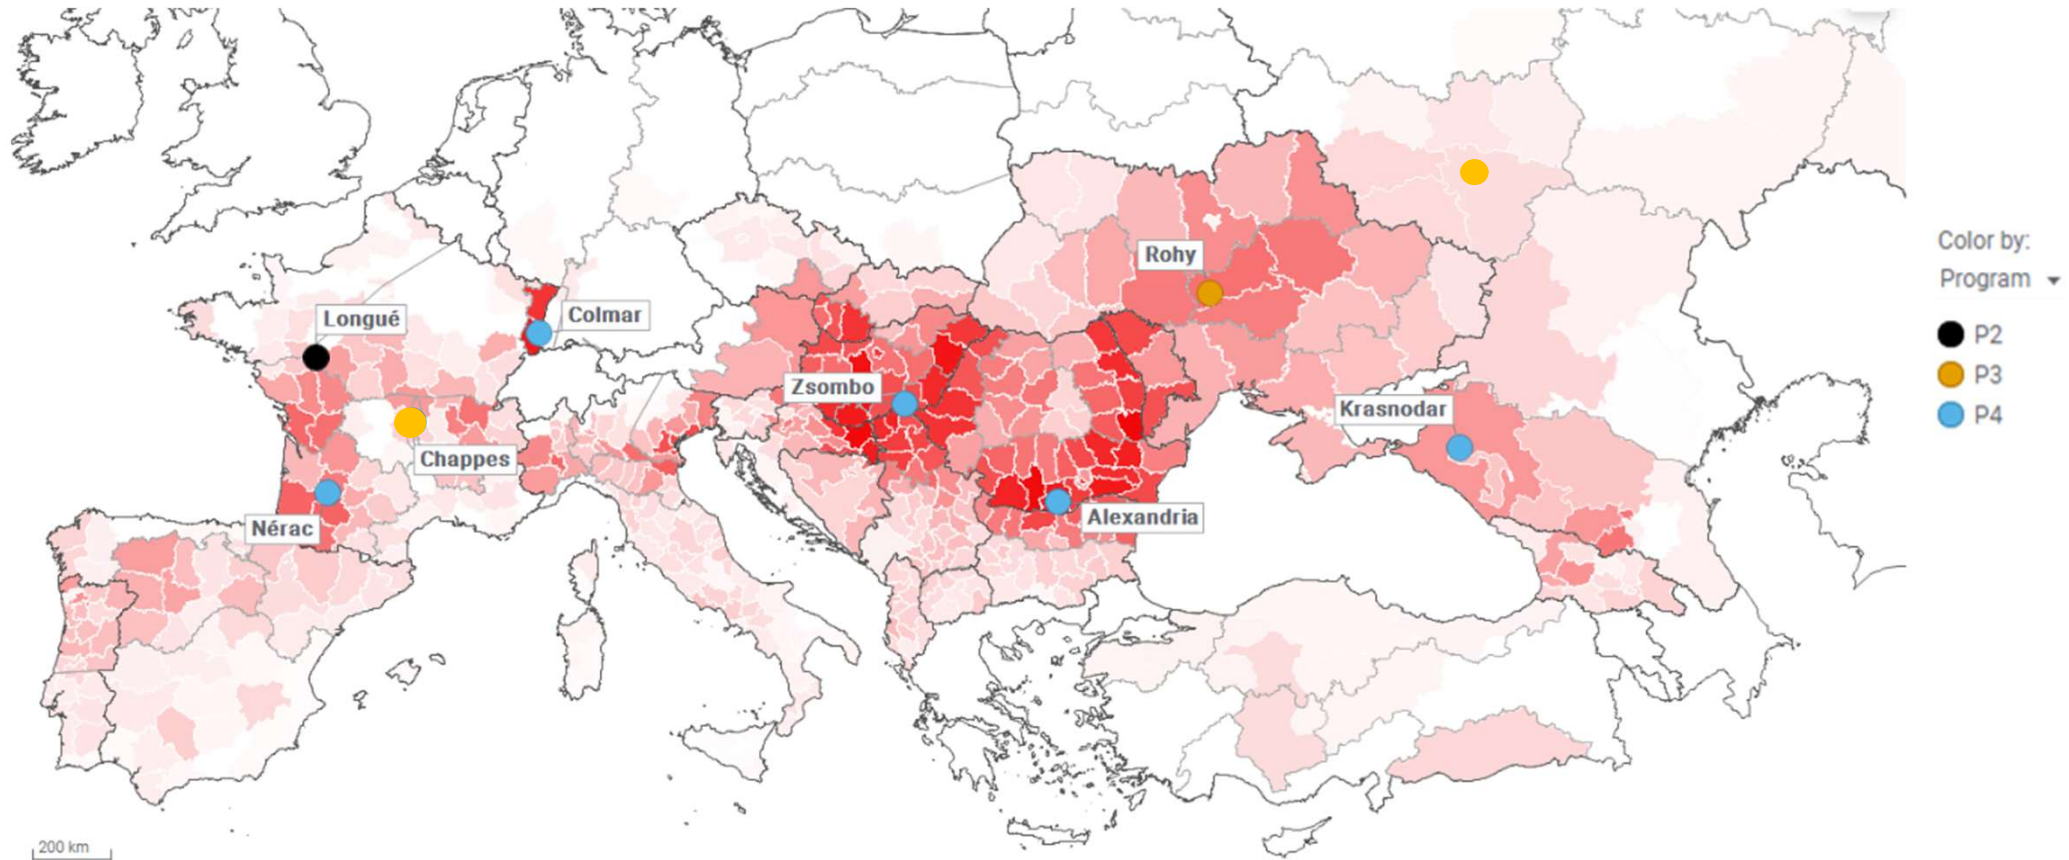 Rohy
Longué
Colmar
Zsombo
Krasnodar
Chappes
Nérac
Alexandria
Color by:
Program
P2
P3
P4
200 km